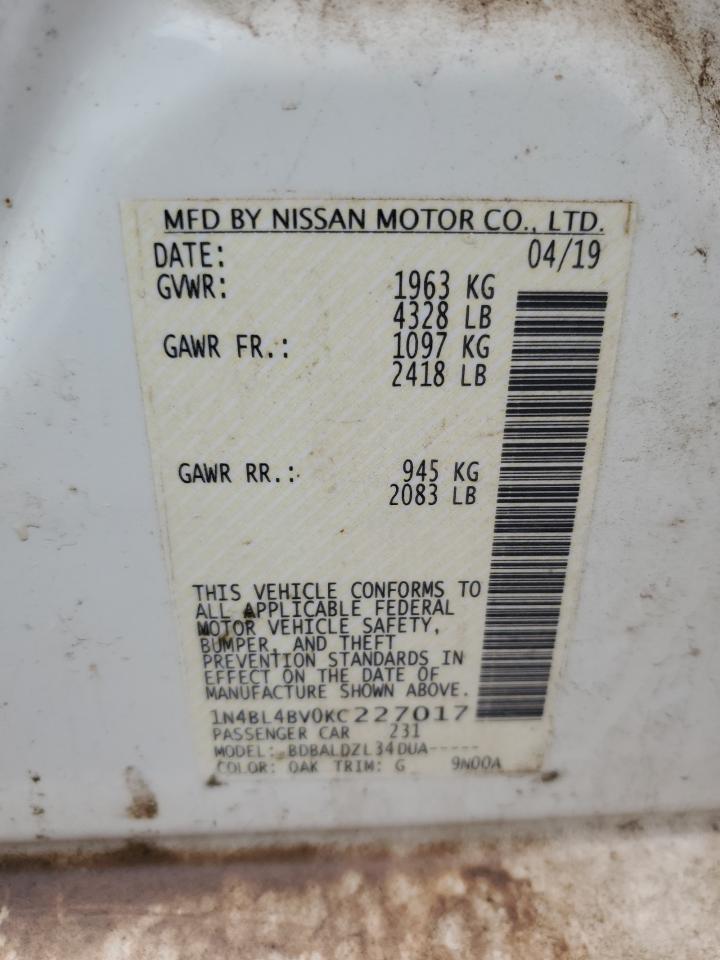 MFD BY NISSAN MOTOR CO., LTD.
DATE: 04/19
GVWR: 1963 KG
4328 LB
GAWR FR.: 1097 KG
2418 LB
GAWR RR.: 945 KG
2083 LB
THIS VEHICLE CONFORMS TO
ALL APPLICABLE FEDERAL
MOTOR VEHICLE SAFETY,
BUMPER, AND THEFT
PREVENTION STANDARDS IN
EFFECT ON THE DATE OF
MANUFACTURE SHOWN ABOVE.
1N4BL4BV0KC227017
PASSENGER CAR 231
MODEL: BDBALDZL34DUA-----
COLOR: QAK TRIM: G 9N00A